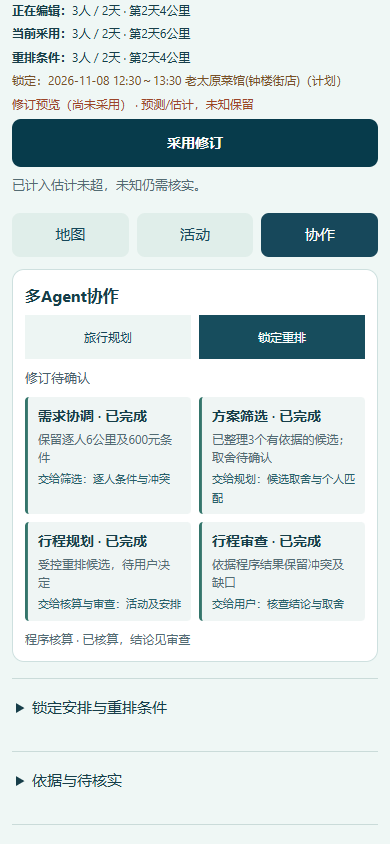 正在编辑：3人 / 2天 · 第2天4公里
当前采用：3人 / 2天 · 第2天6公里
重排条件：3人 / 2天 · 第2天4公里
锁定：2026-11-08 12:30～13:30 老太原菜馆(钟楼街店)（计划）
修订预览（尚未采用） · 预测/估计，未知保留
采用修订
已计入估计未超，未知仍需核实。
地图
活动
协作
多Agent协作
旅行规划
锁定重排
修订待确认
需求协调 · 已完成
保留逐人6公里及600元条
件
交给筛选：逐人条件与冲突
方案筛选 · 已完成
已整理3个有依据的候选；
取舍待确认
交给规划：候选取舍与个人匹
配
行程规划 · 已完成
受控重排候选，待用户决
定
交给核算与审查：活动及安排
行程审查 · 已完成
依据程序结果保留冲突及
缺口
交给用户：核查结论与取舍
程序核算 · 已核算，结论见审查
▶ 锁定安排与重排条件
▶ 依据与待核实